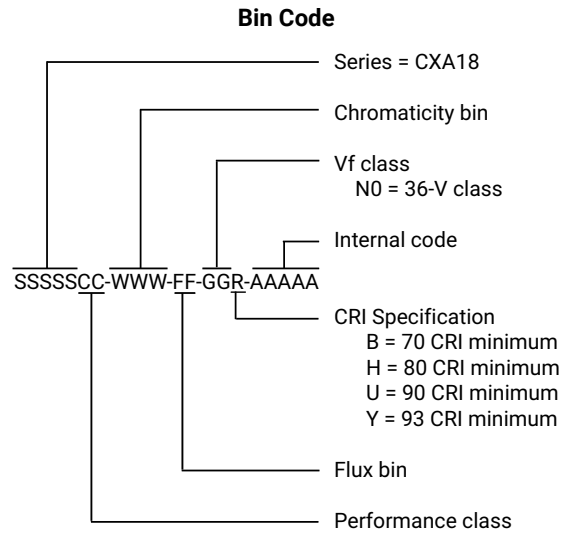 Bin Code
Series = CXA18
Chromaticity bin
Vf class
N0 = 36-V class
Internal code
SSSSSCC-WWW-FF-GGR-AAAAA
CRI Specification
B = 70 CRI minimum
H = 80 CRI minimum
U = 90 CRI minimum
Y = 93 CRI minimum
Flux bin
Performance class